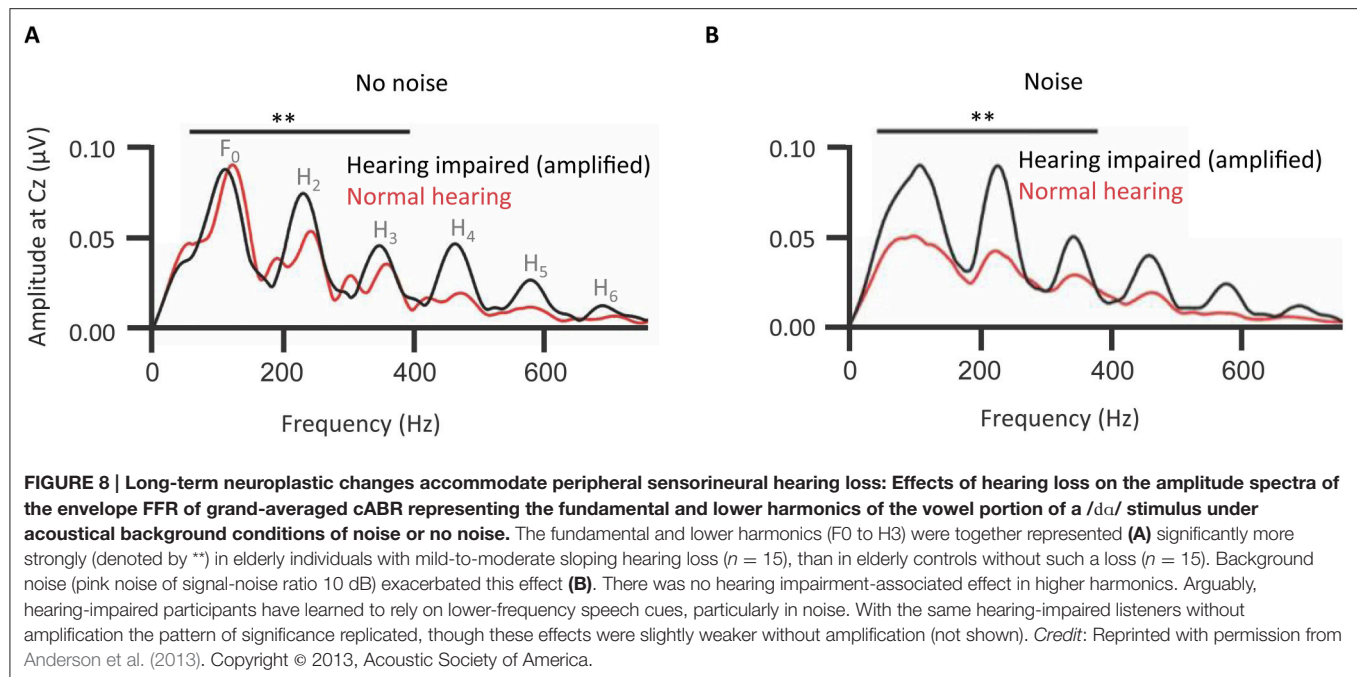 A
No noise
**
0.10
F0
Hearing impaired (amplified)
Normal hearing
H2
H3
H4
H5
H6
0.05
0.00
Amplitude at Cz (µV)
0
200
400
600
Frequency (Hz)
B
Noise
**
0.10
Hearing impaired (amplified)
Normal hearing
0.05
0.00
0
200
400
600
Frequency (Hz)
FIGURE 8 | Long-term neuroplastic changes accommodate peripheral sensorineural hearing loss: Effects of hearing loss on the amplitude spectra of
the envelope FFR of grand-averaged cABR representing the fundamental and lower harmonics of the vowel portion of a /dɑ/ stimulus under
acoustical background conditions of noise or no noise. The fundamental and lower harmonics (F0 to H3) were together represented (A) significantly more
strongly (denoted by **) in elderly individuals with mild-to-moderate sloping hearing loss (n = 15), than in elderly controls without such a loss (n = 15). Background
noise (pink noise of signal-noise ratio 10 dB) exacerbated this effect (B). There was no hearing impairment-associated effect in higher harmonics. Arguably,
hearing-impaired participants have learned to rely on lower-frequency speech cues, particularly in noise. With the same hearing-impaired listeners without
amplification the pattern of significance replicated, though these effects were slightly weaker without amplification (not shown). Credit: Reprinted with permission from
Anderson et al. (2013). Copyright © 2013, Acoustic Society of America.